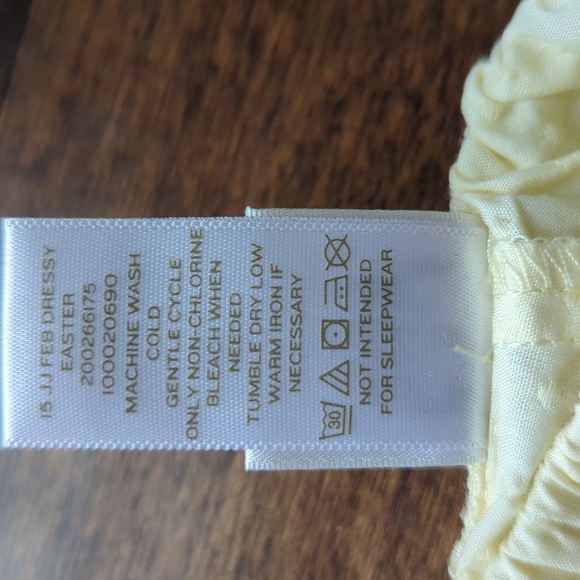 15 JJ FEB DRESSY
EASTER
200266175
100020690
MACHINE WASH
COLD
GENTLE CYCLE
ONLY NON-CHLORINE
BLEACH WHEN
NEEDED
TUMBLE DRY LOW
WARM IRON IF
NECESSARY
30
NOT INTENDED
FOR SLEEPWEAR